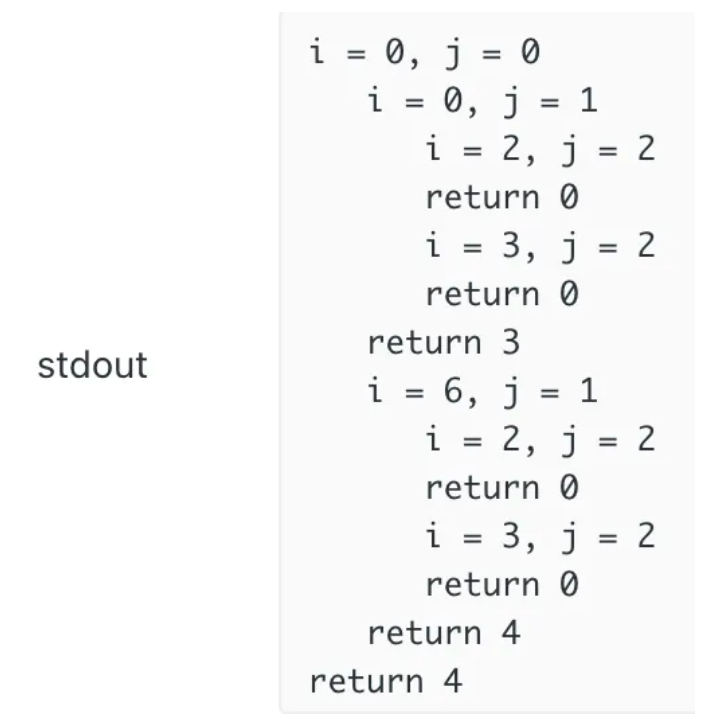 i = 0, j = 0
i = 0, j = 1
i = 2, j = 2
return 0
i = 3, j = 2
return 0
return 3
stdout
i = 6, j = 1
i = 2, j = 2
return 0
i = 3, j = 2
return 0
return 4
return 4